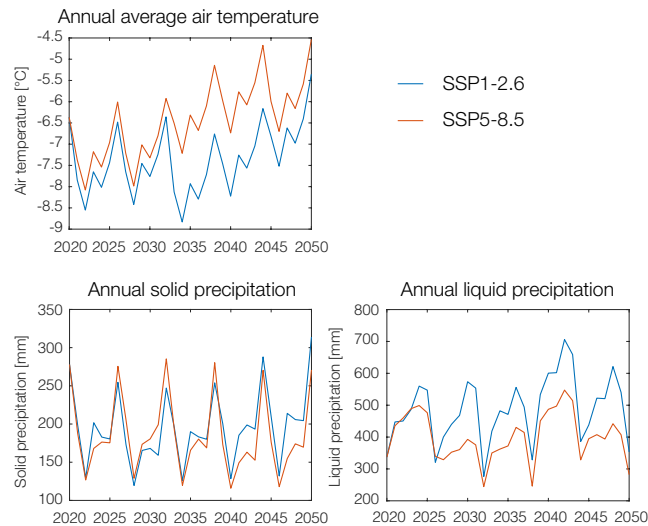 Annual average air temperature
Air temperature [°C]
-4.5
-5
-5.5
-6
-6.5
-7
-7.5
-8
-8.5
-9
2020 2025 2030 2035 2040 2045 2050
SSP1-2.6
SSP5-8.5
Annual solid precipitation
Solid precipitation [mm]
350
300
250
200
150
100
2020 2025 2030 2035 2040 2045 2050
Annual liquid precipitation
Liquid precipitation [mm]
800
700
600
500
400
300
200
2020 2025 2030 2035 2040 2045 2050